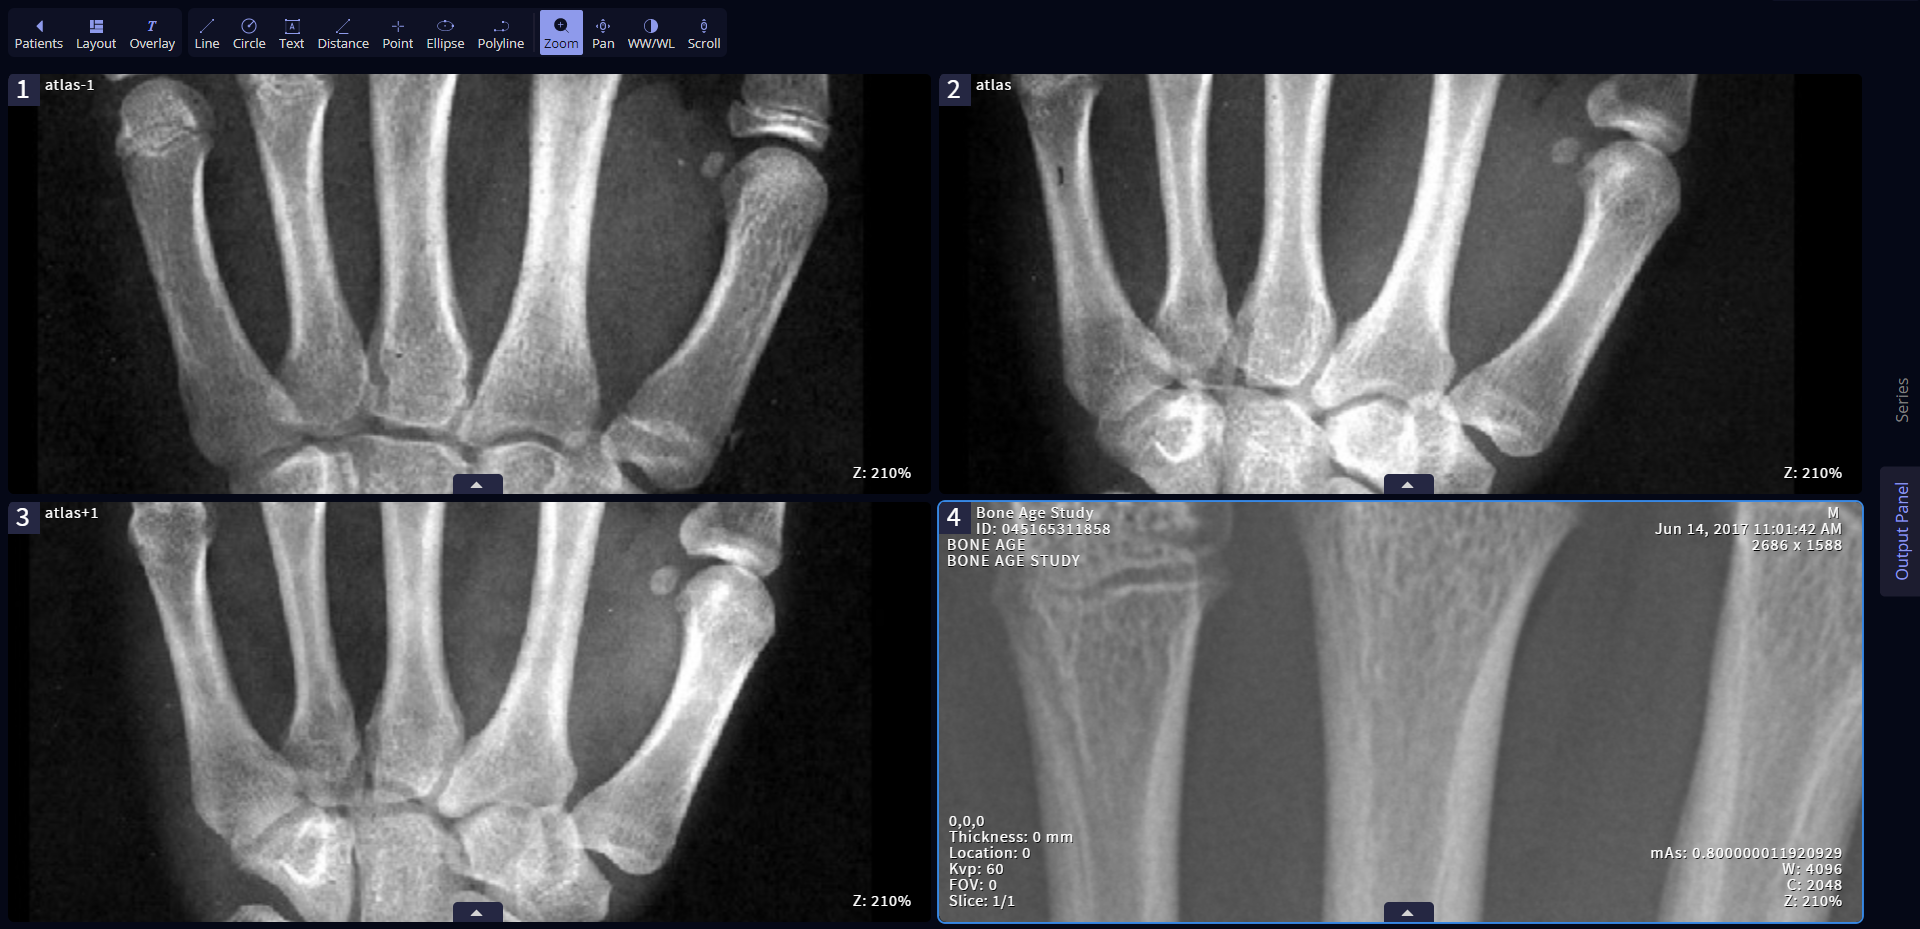 Patients Layout Overlay Line Circle Text Distance Point Ellipse Polyline Zoom Pan WW/WL Scroll
1 atlas-1
Z: 210%
2 atlas
Z: 210%
3 atlas+1
Z: 210%
4 Bone Age Study
ID: 045165311858
BONE AGE
BONE AGE STUDY
M
Jun 14, 2017 11:01:42 AM
2686 x 1588
0,0,0
Thickness: 0 mm
Location: 0
Kvp: 60
FOV: 0
Slice: 1/1
mAs: 0.800000011920929
W: 4096
C: 2048
Z: 210%
Series
Output Panel